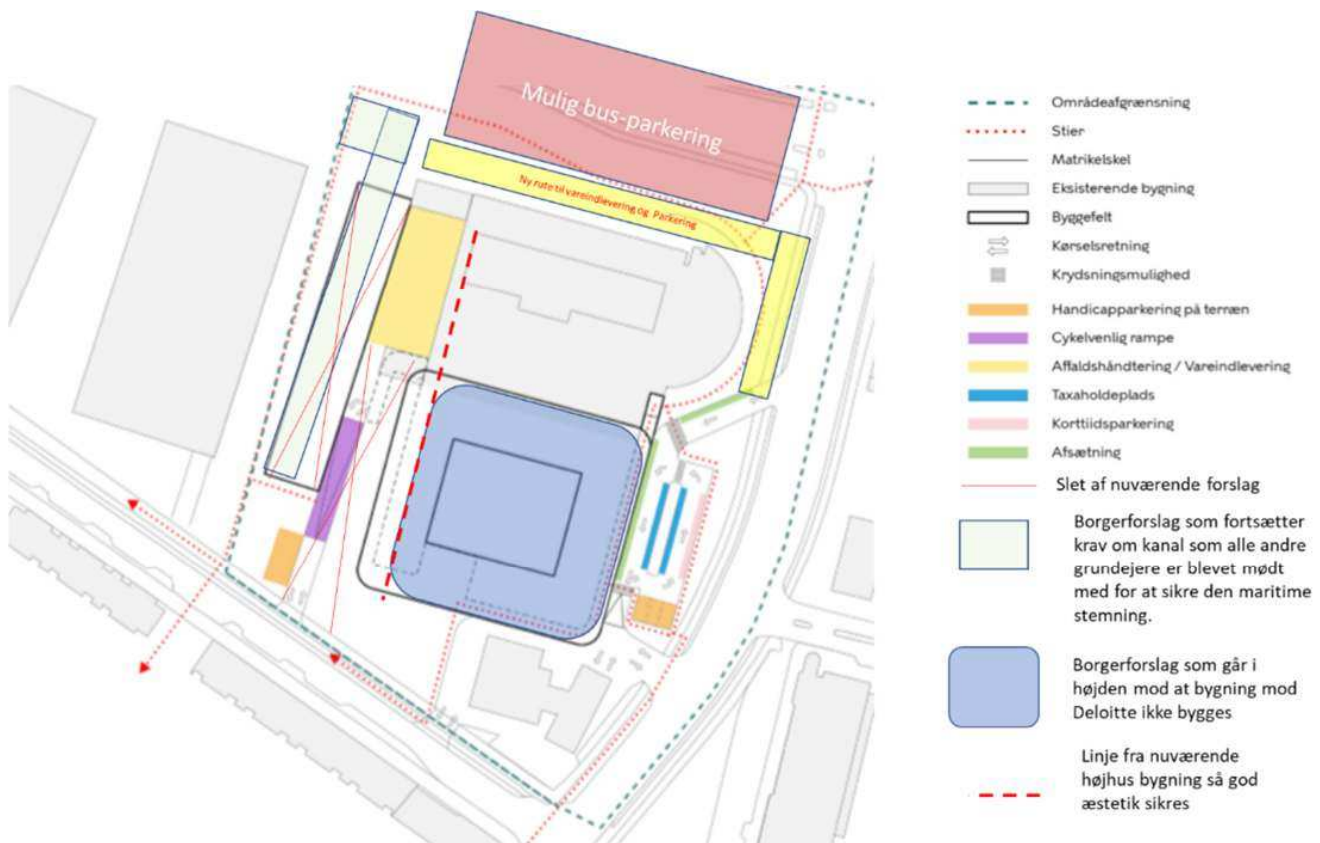 Mulig bus-parkering
Ny rute til vareindlevering og Parkering
Områdeafgrænsning
Stier
Matrikelskel
Eksisterende bygning
Byggefelt
Kørselsretning
Krydsningsmulighed
Handicapparkering på terræn
Cykelvenlig rampe
Affaldshåndtering / Vareindlevering
Taxaholdeplads
Korttidsparkering
Afsætning
Slet af nuværende forslag
Borgerforslag som fortsætter
krav om kanal som alle andre
grundejere er blevet mødt
med for at sikre den maritime
stemning.
Borgerforslag som går i
højden mod at bygning mod
Deloitte ikke bygges
Linje fra nuværende
højhus bygning så god
æstetik sikres